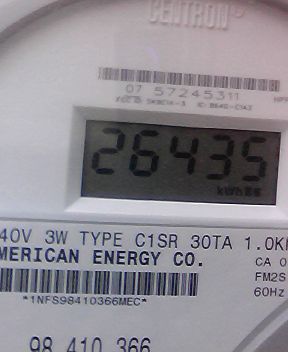 CENTRON
07 57245311
26435
kWh
40V 3W TYPE C1SR 30TA 1.0K
MERICAN ENERGY CO.
CA 0
FM2S
*1NFS98410366MEC*
60Hz
98 410 366